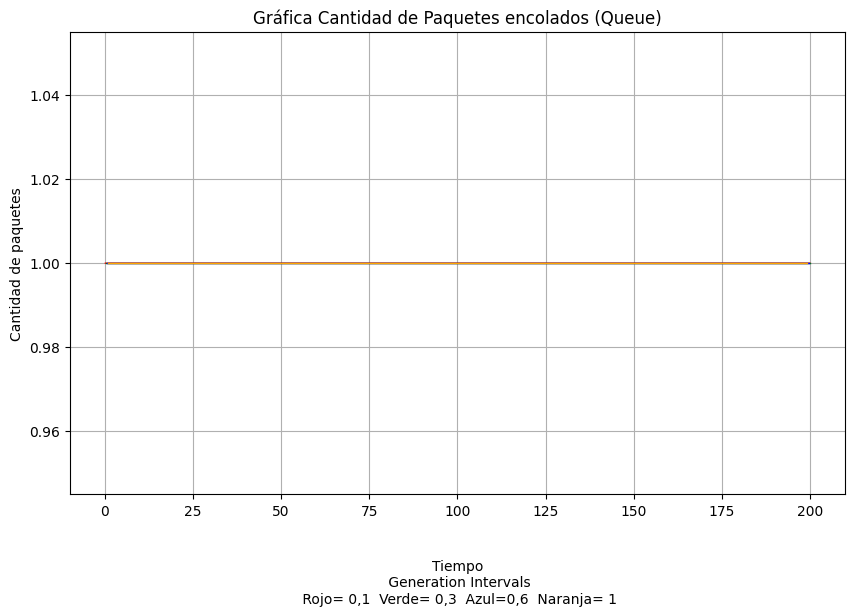 Gráfica Cantidad de Paquetes encolados (Queue)
1.04
1.02
1.00
0.98
0.96
Cantidad de paquetes
0 25 50 75 100 125 150 175 200
Tiempo
Generation Intervals
Rojo= 0,1 Verde= 0,3 Azul=0,6 Naranja= 1